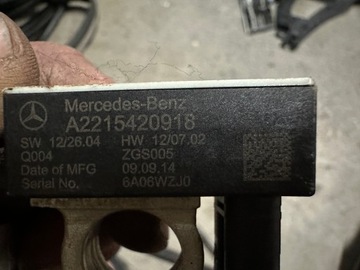 Mercedes-Benz
A2215420918
SW 12/26.04 HW 12/07.02
Q004 ZGS005
Date of MFG 09.09.14
Serial No. 6A06WZJ0